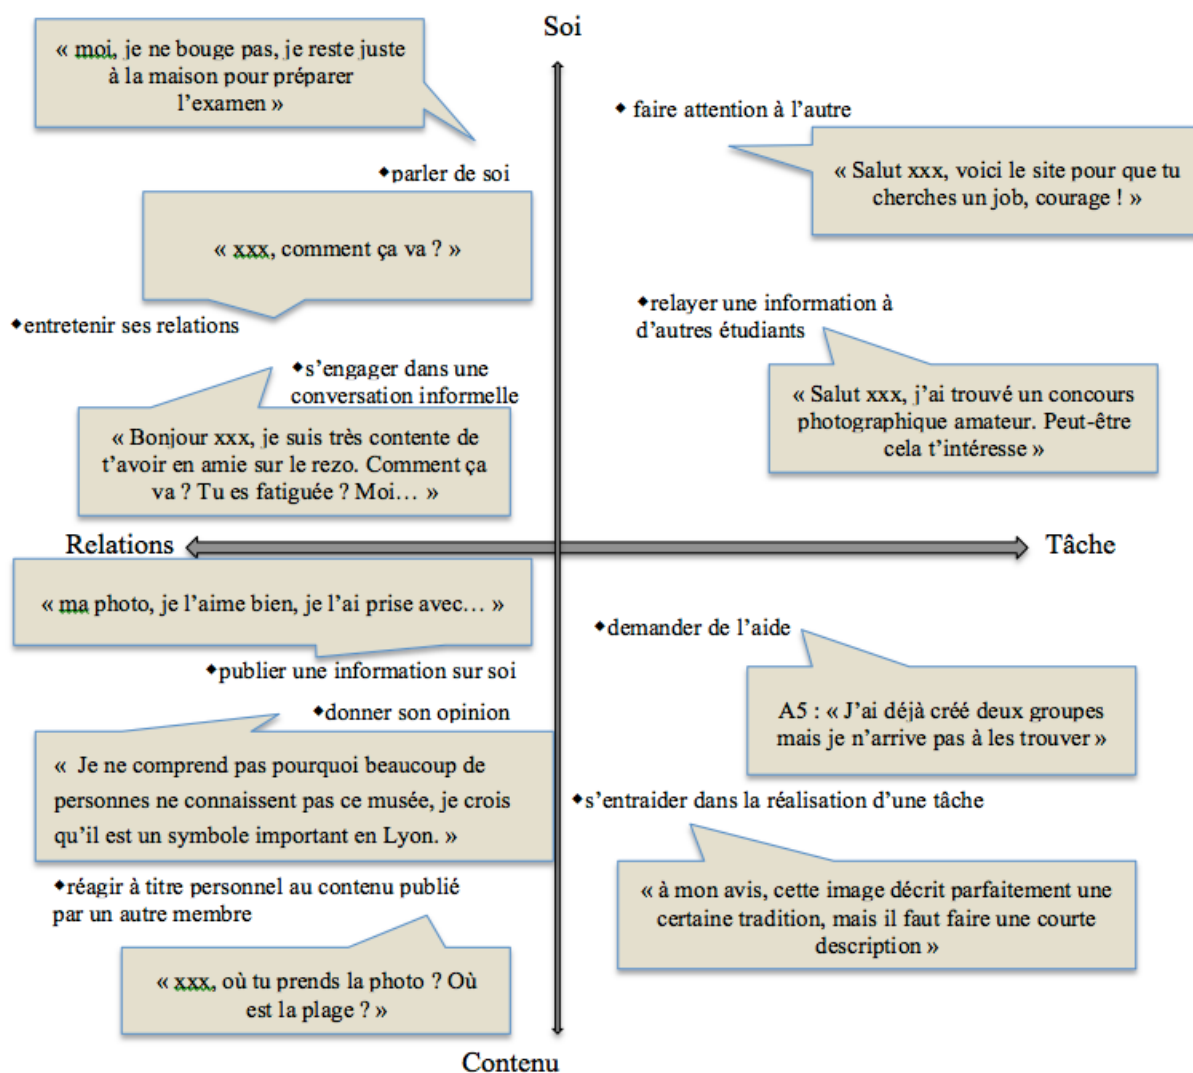 Soi
« moi, je ne bouge pas, je reste juste
à la maison pour préparer
l’examen »
◆parler de soi
« xxx, comment ça va ? »
◆entretenir ses relations
◆s’engager dans une
conversation informelle
« Bonjour xxx, je suis très contente de
t’avoir en amie sur le rezo. Comment ça
va ? Tu es fatiguée ? Moi… »
◆ faire attention à l’autre
« Salut xxx, voici le site pour que tu
cherches un job, courage ! »
◆relayer une information à
d’autres étudiants
« Salut xxx, j’ai trouvé un concours
photographique amateur. Peut-être
cela t’intéresse »
Relations
Tâche
« ma photo, je l’aime bien, je l’ai prise avec… »
◆publier une information sur soi
◆donner son opinion
« Je ne comprend pas pourquoi beaucoup de
personnes ne connaissent pas ce musée, je crois
qu’il est un symbole important en Lyon. »
◆réagir à titre personnel au contenu publié
par un autre membre
« xxx, où tu prends la photo ? Où
est la plage ? »
◆demander de l’aide
A5 : « J’ai déjà créé deux groupes
mais je n’arrive pas à les trouver »
◆s’entraider dans la réalisation d’une tâche
« à mon avis, cette image décrit parfaitement une
certaine tradition, mais il faut faire une courte
description »
Contenu